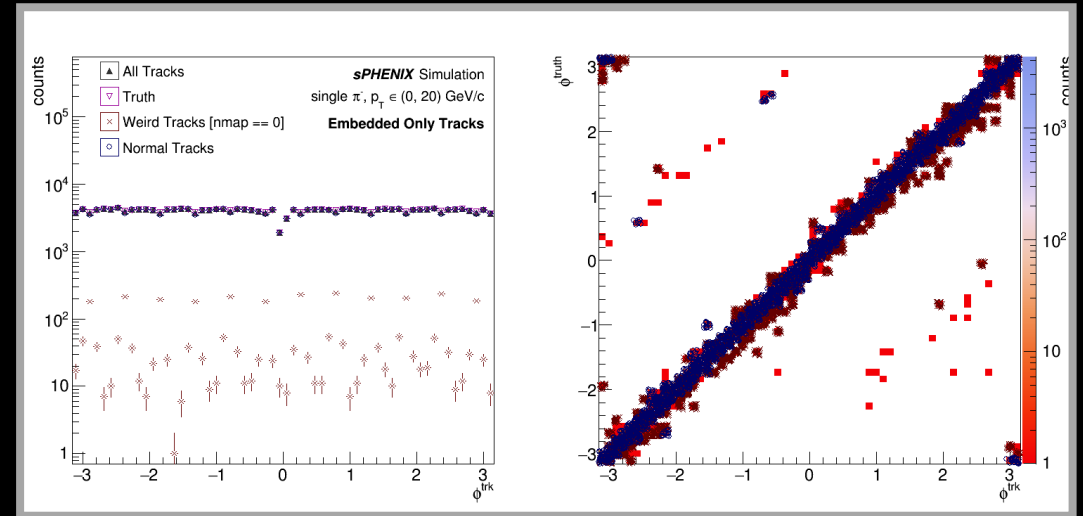 counts
All Tracks
Truth
Weird Tracks [nmap == 0]
Normal Tracks
sPHENIX Simulation
single π⁻, p_T ∈ (0, 20) GeV/c
Embedded Only Tracks
10⁵
10⁴
10³
10²
10
1
−3 −2 −1 0 1 2 3
φ^trk
φ^truth
3
2
1
0
−1
−2
−3
−3 −2 −1 0 1 2 3
φ^trk
counts
10³
10²
10
1